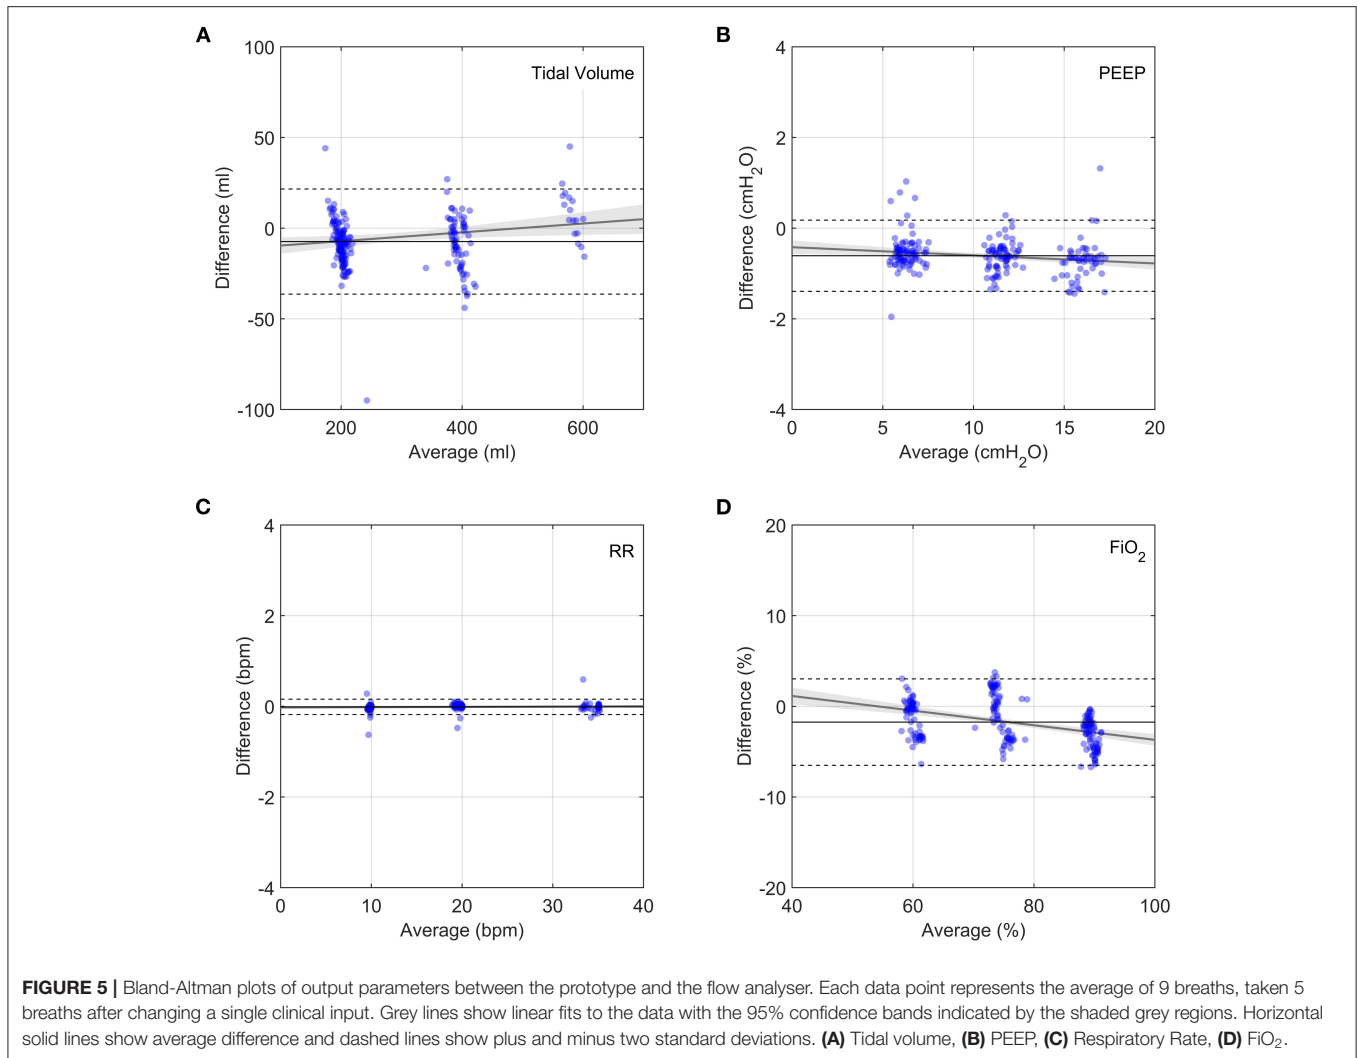 A
100
50
0
-50
-100
Difference (ml)
Tidal Volume
200
400
600
Average (ml)
B
4
2
0
-2
-4
Difference (cmH2O)
PEEP
0
5
10
15
20
Average (cmH2O)
C
4
2
0
-2
-4
Difference (bpm)
RR
0
10
20
30
40
Average (bpm)
D
20
10
0
-10
-20
Difference (%)
FiO2
40
60
80
100
Average (%)
FIGURE 5 | Bland-Altman plots of output parameters between the prototype and the flow analyser. Each data point represents the average of 9 breaths, taken 5
breaths after changing a single clinical input. Grey lines show linear fits to the data with the 95% confidence bands indicated by the shaded grey regions. Horizontal
solid lines show average difference and dashed lines show plus and minus two standard deviations. (A) Tidal volume, (B) PEEP, (C) Respiratory Rate, (D) FiO2.